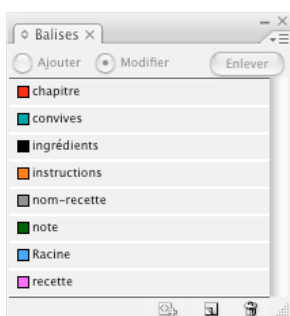 Balises
Ajouter Modifier Enlever
chapitre
convives
ingrédients
instructions
nom-recette
note
Racine
recette